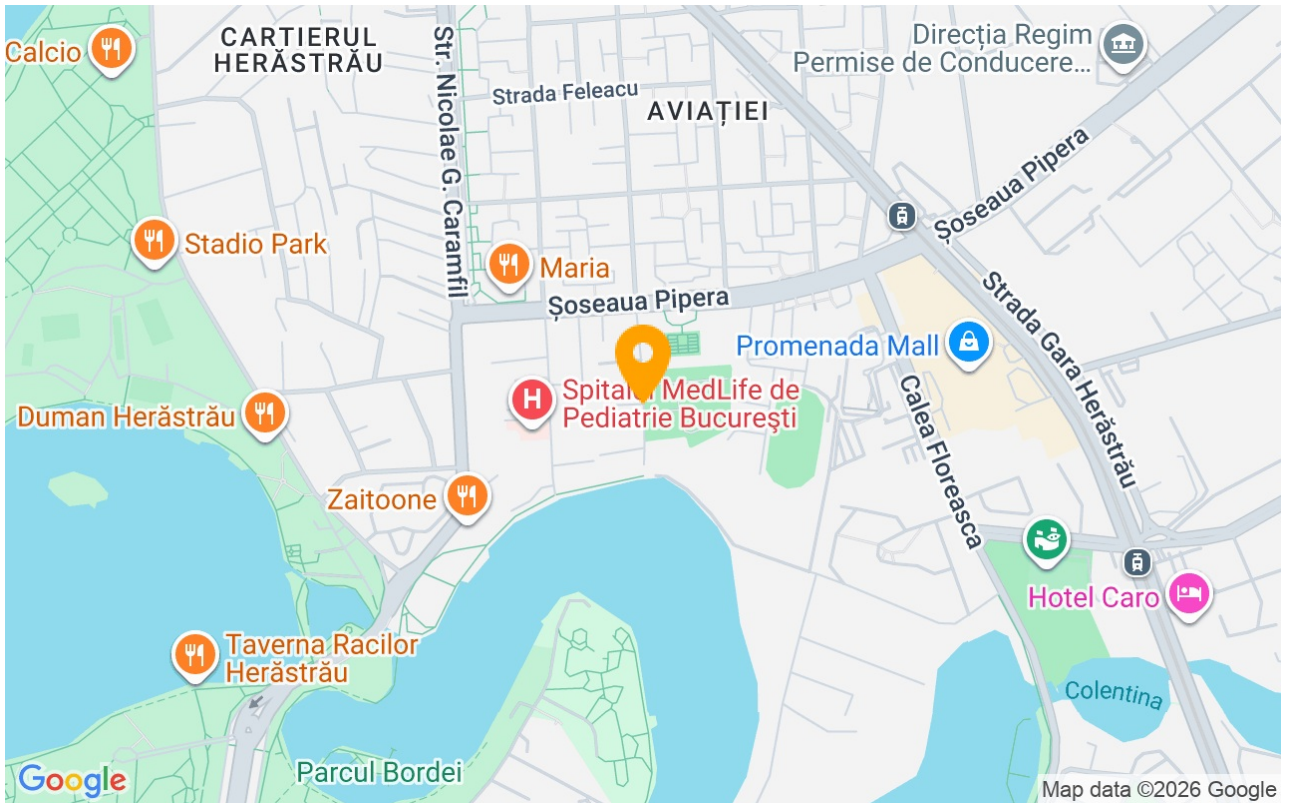 Calcio
CARTIERUL
HERĂSTRĂU
Str. Nicolae G. Caramfil
Strada Feleacu
AVIAȚIEI
Direcția Regim
Permise de Conducere...
Șoseaua Pipera
Stadio Park
Maria
Șoseaua Pipera
Strada Gara Herăstrău
Promenada Mall
H
Spitalul MedLife de
Pediatrie Bucureşti
Calea Floreasca
Duman Herăstrău
Zaitoone
Hotel Caro
Taverna Racilor
Herăstrău
Colentina
Parcul Bordei
Google
Map data ©2026 Google